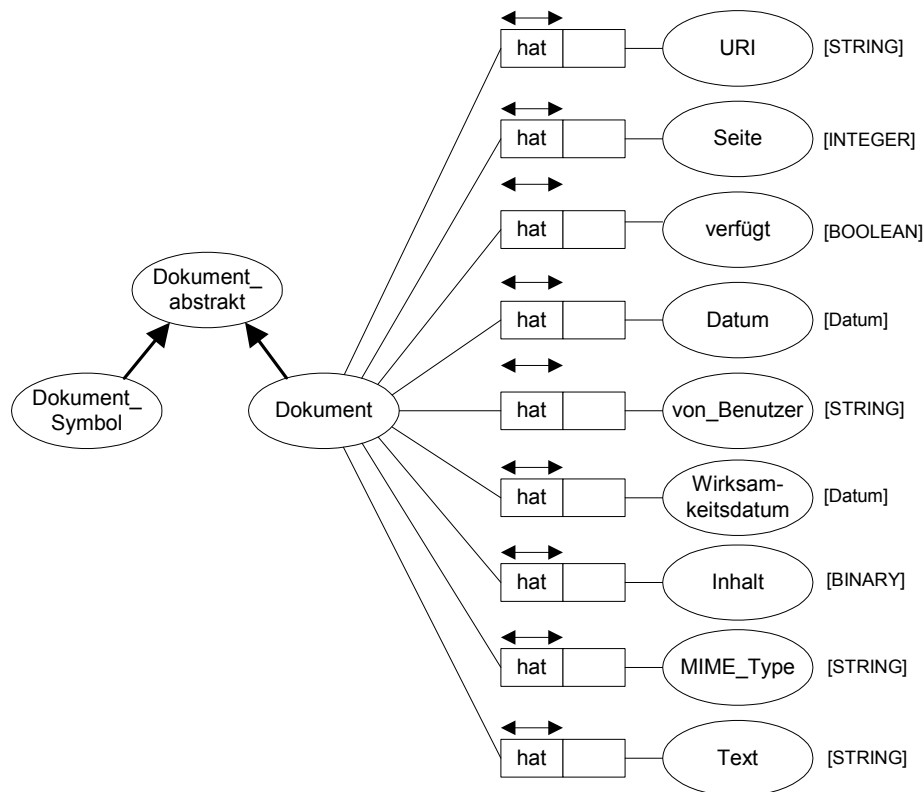 hat
URI
[STRING]
hat
Seite
[INTEGER]
hat
verfügt
[BOOLEAN]
Dokument_
abstrakt
hat
Datum
[Datum]
Dokument_
Symbol
Dokument
hat
von_Benutzer
[STRING]
hat
Wirksam-
keitsdatum
[Datum]
hat
Inhalt
[BINARY]
hat
MIME_Type
[STRING]
hat
Text
[STRING]